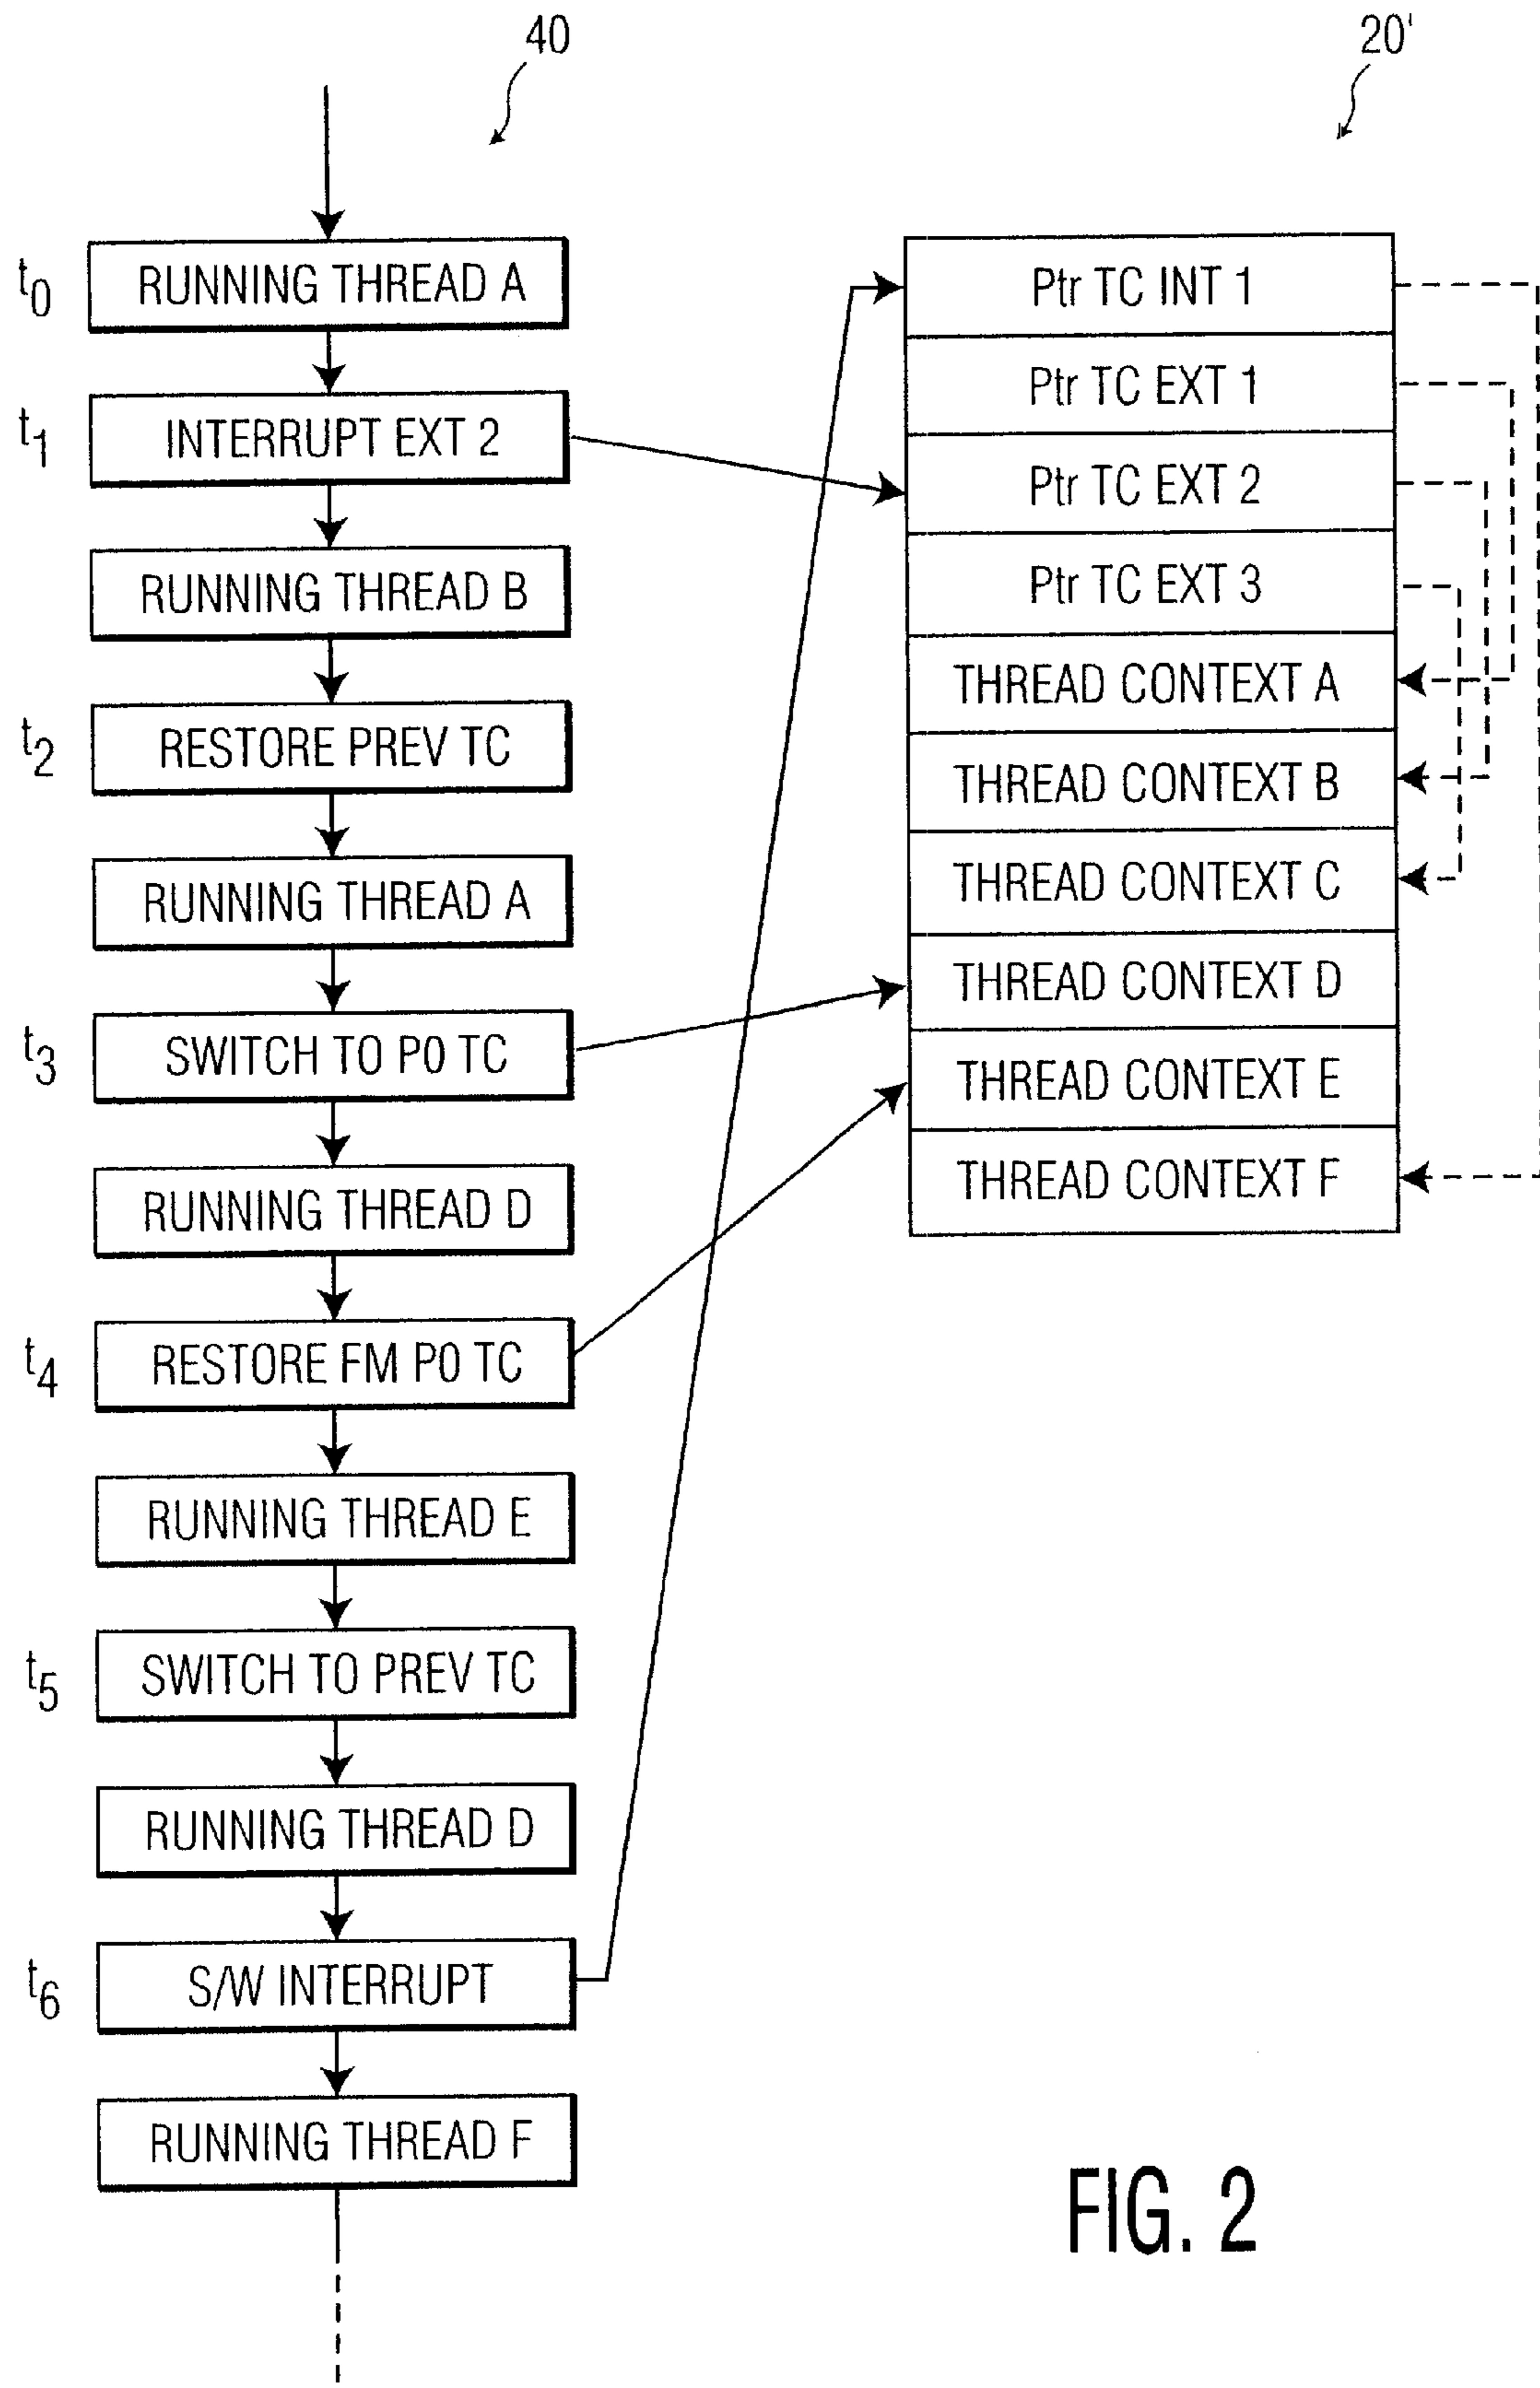 40
20'
t0
RUNNING THREAD A
t1
INTERRUPT EXT 2
RUNNING THREAD B
t2
RESTORE PREV TC
RUNNING THREAD A
t3
SWITCH TO P0 TC
RUNNING THREAD D
t4
RESTORE FM P0 TC
RUNNING THREAD E
t5
SWITCH TO PREV TC
RUNNING THREAD D
t6
S/W INTERRUPT
RUNNING THREAD F
Ptr TC INT 1
Ptr TC EXT 1
Ptr TC EXT 2
Ptr TC EXT 3
THREAD CONTEXT A
THREAD CONTEXT B
THREAD CONTEXT C
THREAD CONTEXT D
THREAD CONTEXT E
THREAD CONTEXT F
FIG. 2